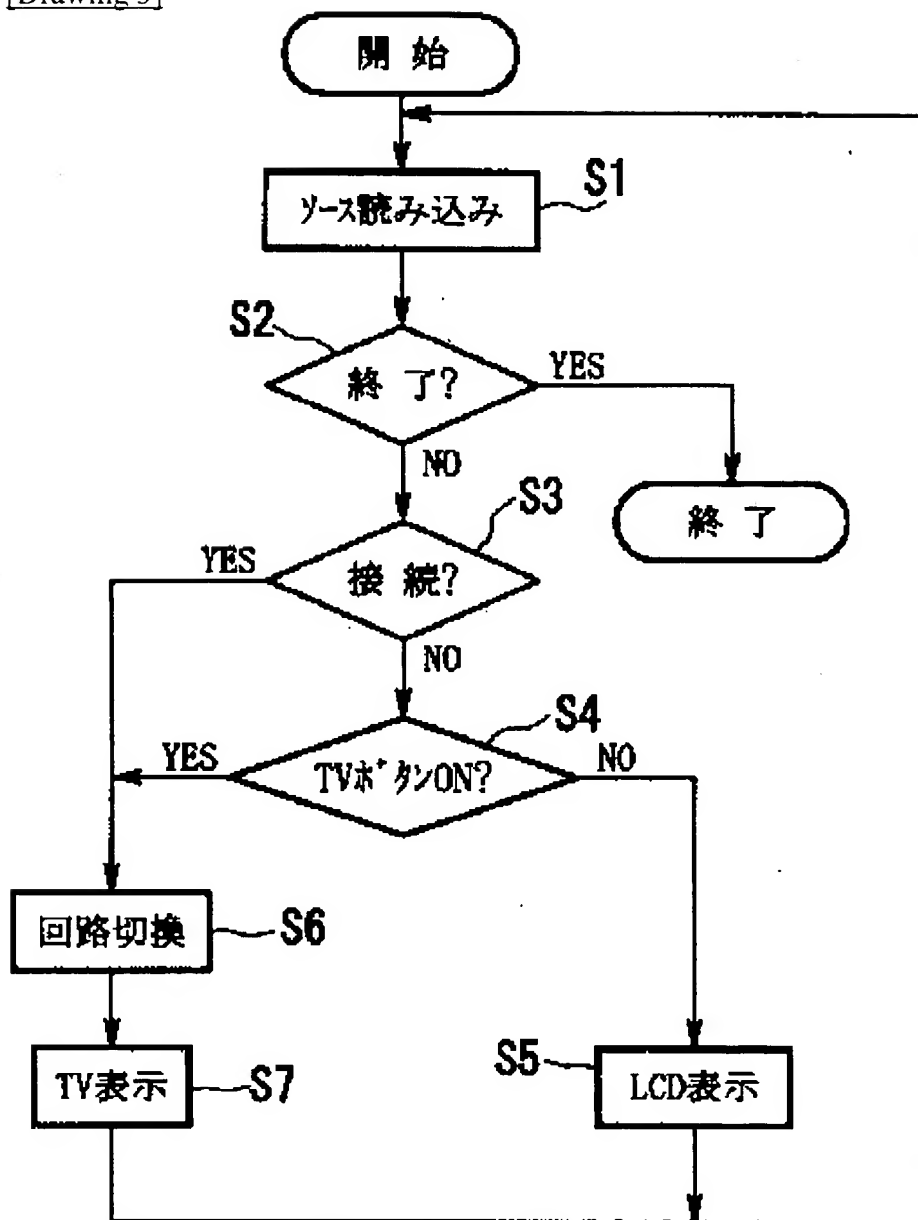 開始
ソース読み込み
S1
S2
終了?
YES
NO
終了
S3
YES
接続?
NO
S4
YES
TVボタンON?
NO
回路切換
S6
S5
TV表示
S7
LCD表示